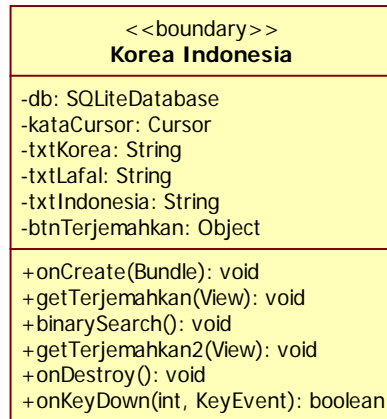 <<boundary>>
Korea Indonesia
-db: SQLiteDatabase
-kataCursor: Cursor
-txtKorea: String
-txtLafal: String
-txtIndonesia: String
-btnTerjemahkan: Object
+onCreate(Bundle): void
+getTerjemahkan(View): void
+binarySearch(): void
+getTerjemahkan2(View): void
+onDestroy(): void
+onKeyDown(int, KeyEvent): boolean